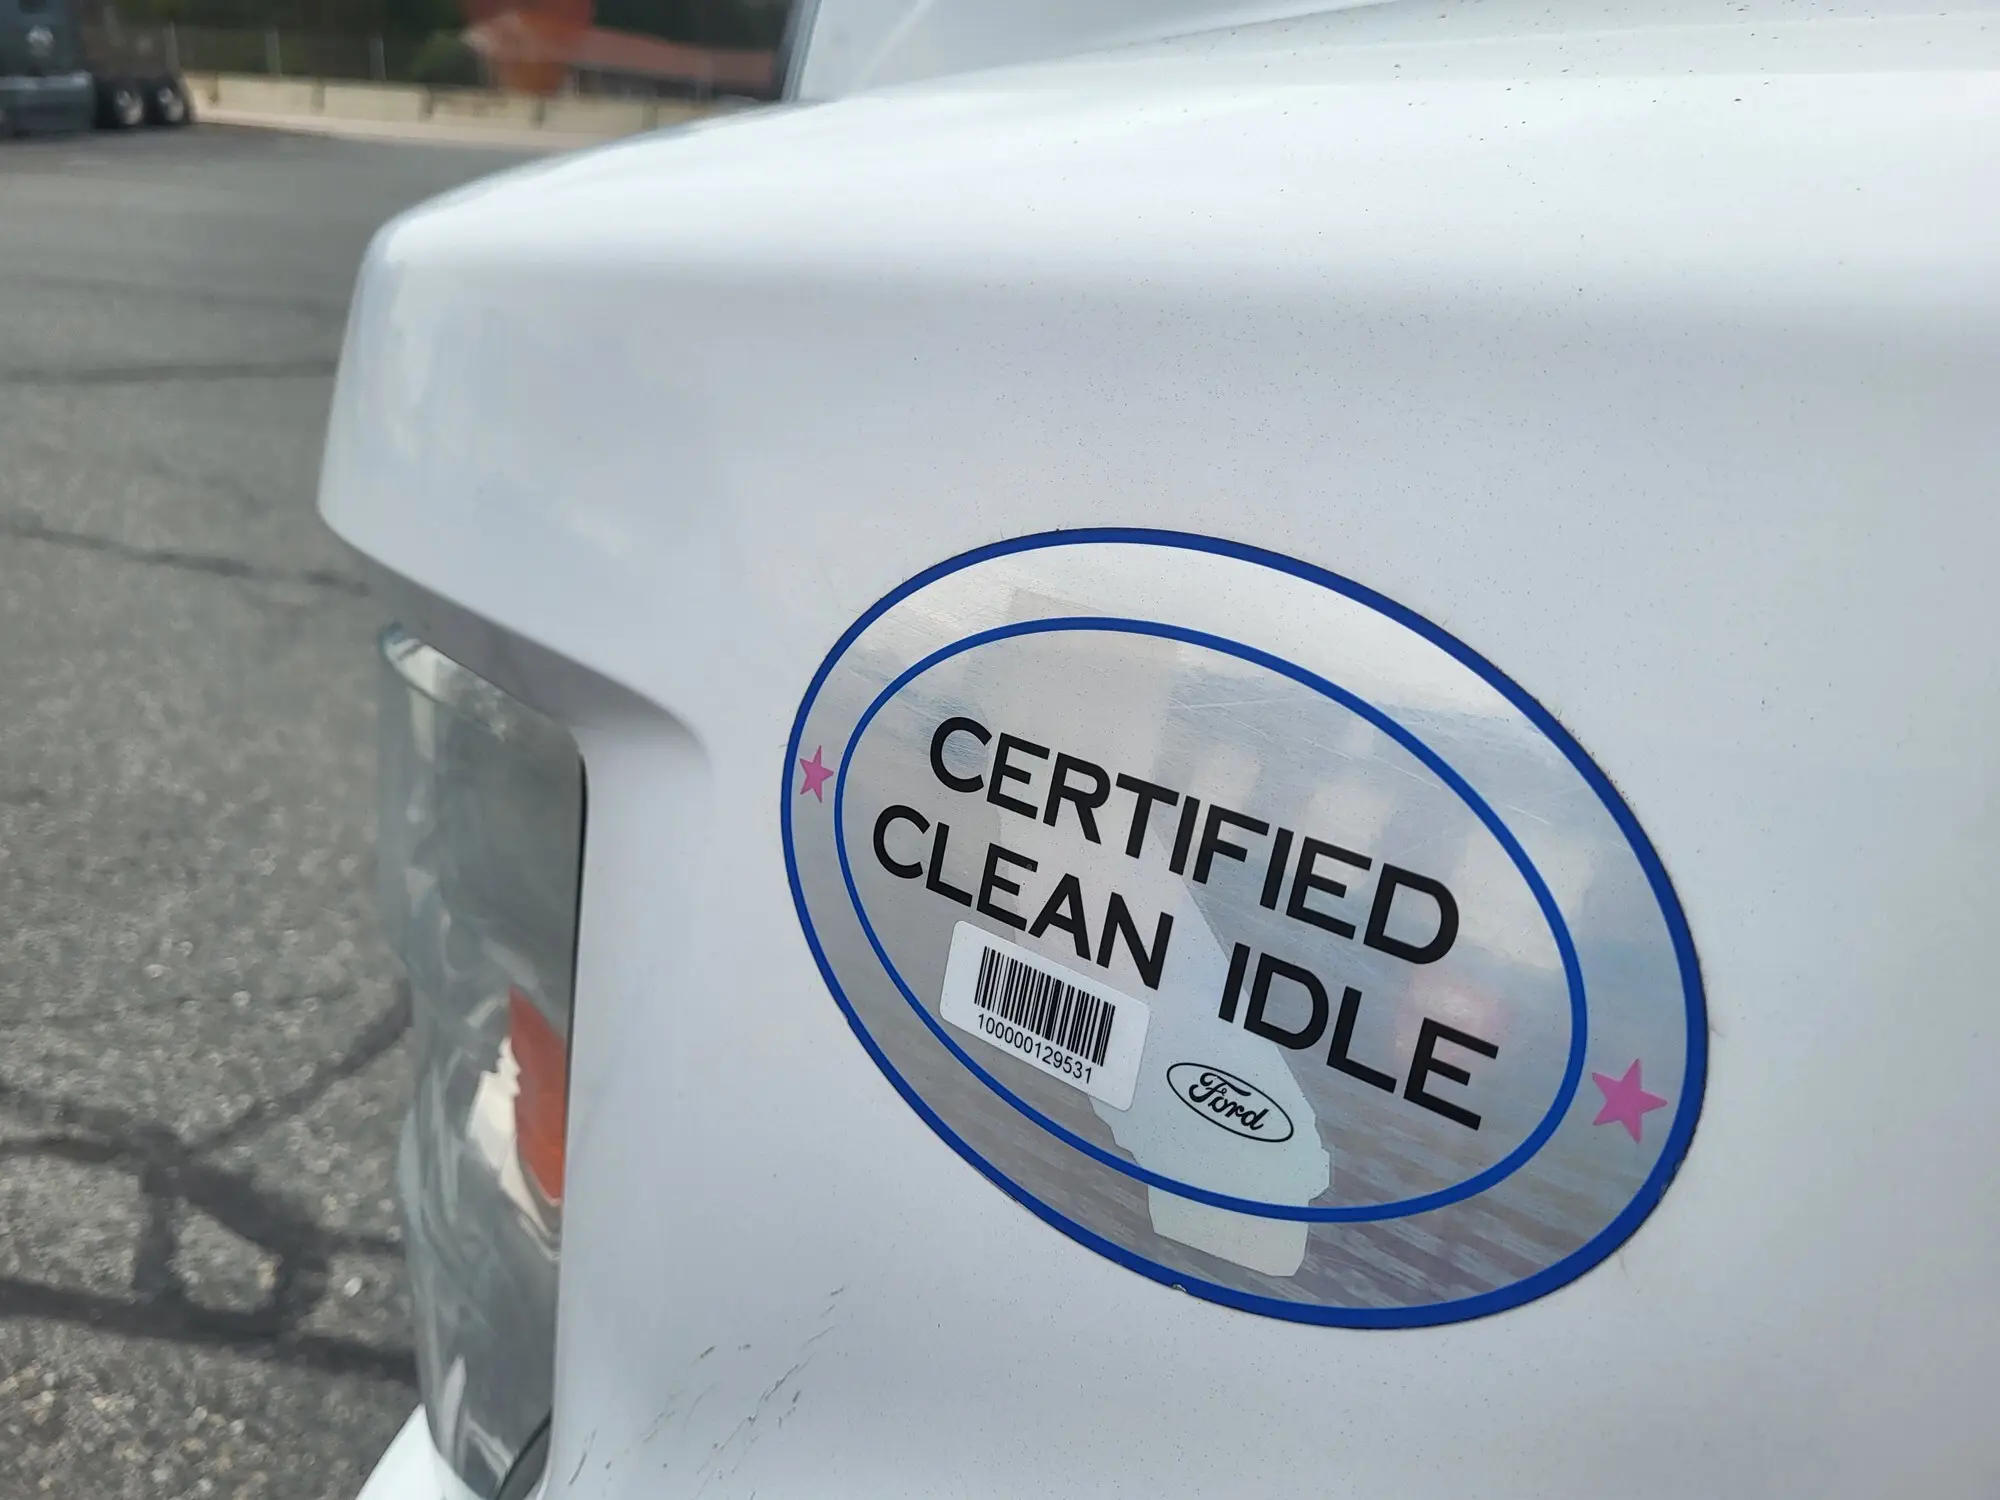 CERTIFIED
CLEAN IDLE
100000129531
Ford